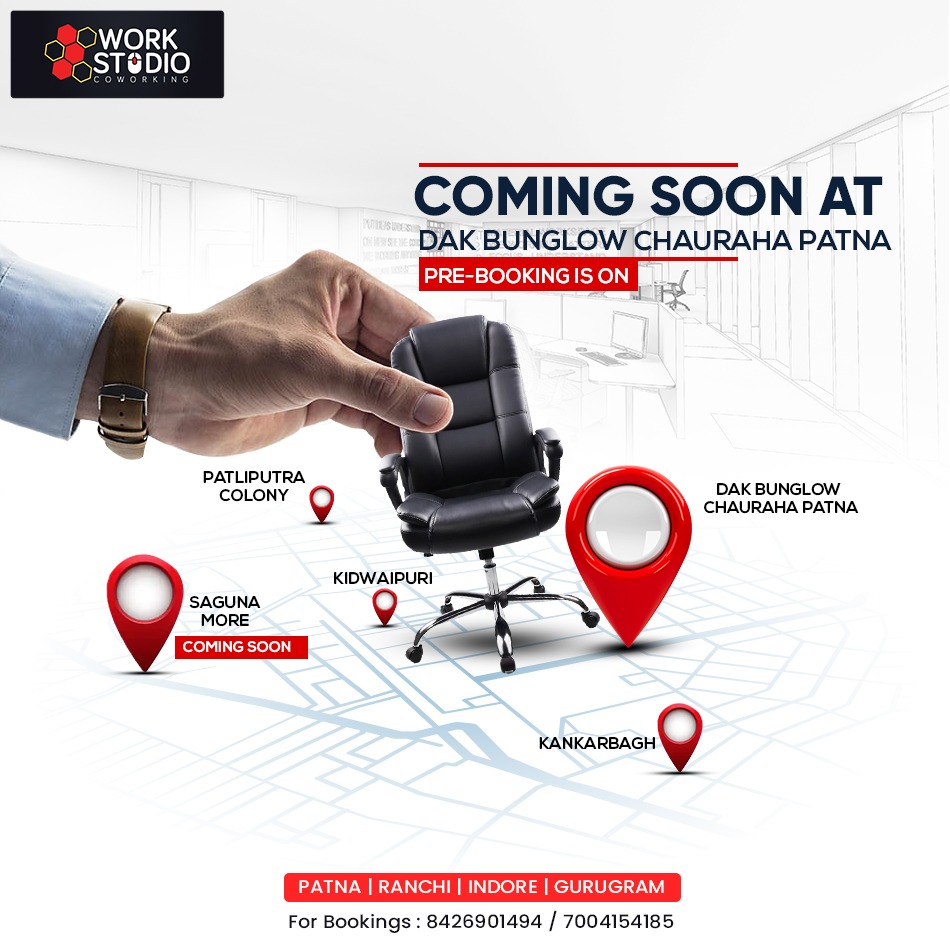 WORK
STUDIO
COWORKING
COMING SOON AT
DAK BUNGLOW CHAURAHA PATNA
PRE-BOOKING IS ON
PATLIPUTRA
COLONY
DAK BUNGLOW
CHAURAHA PATNA
KIDWAIPURI
SAGUNA
MORE
COMING SOON
KANKARBAGH
PATNA | RANCHI | INDORE | GURUGRAM
For Bookings : 8426901494 / 7004154185